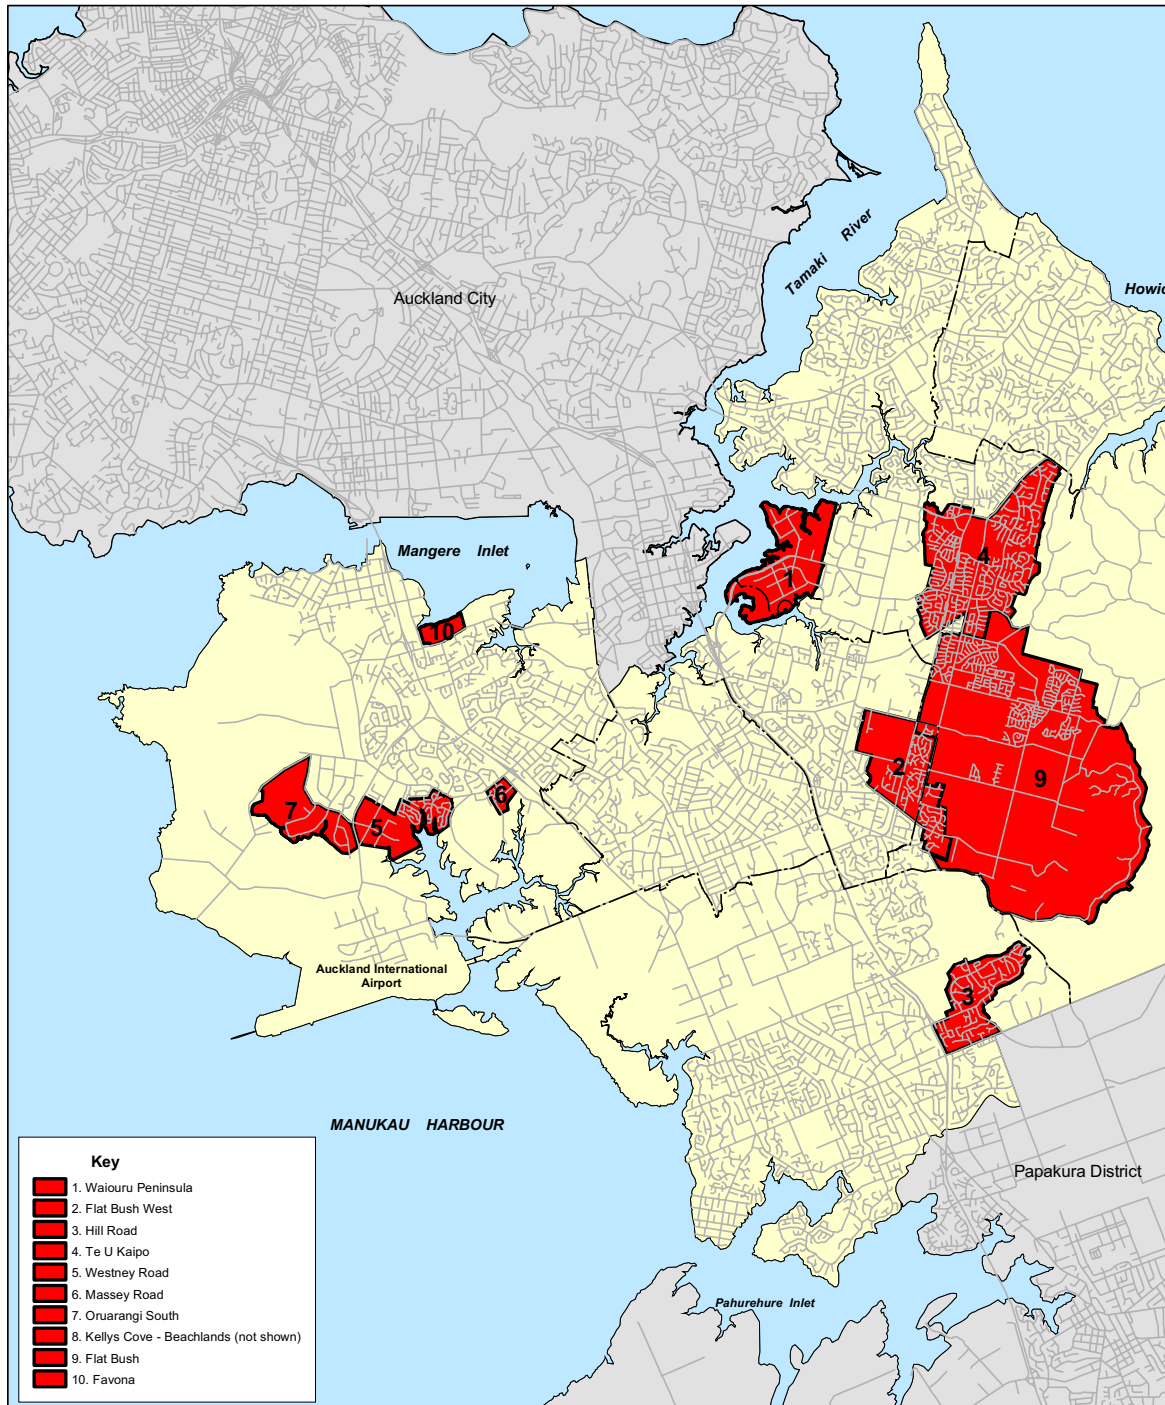 Auckland City
Tamaki River
Howic
Mangere Inlet
1
4
10
2
9
7
5
6
3
Auckland International
Airport
MANUKAU HARBOUR
Papakura District
Pahurehure Inlet
Key
1. Waiouru Peninsula
2. Flat Bush West
3. Hill Road
4. Te U Kaipo
5. Westney Road
6. Massey Road
7. Oruarangi South
8. Kellys Cove - Beachlands (not shown)
9. Flat Bush
10. Favona